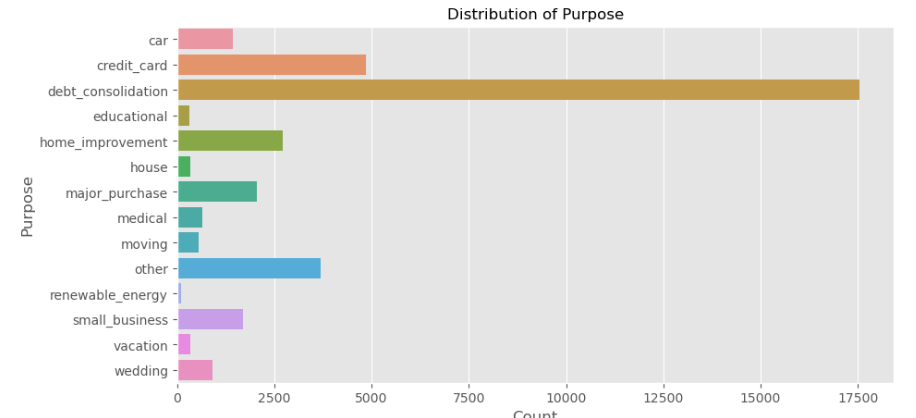 Distribution of Purpose
car
credit_card
debt_consolidation
educational
home_improvement
house
major_purchase
medical
moving
other
renewable_energy
small_business
vacation
wedding
Purpose
0 2500 5000 7500 10000 12500 15000 17500
Count